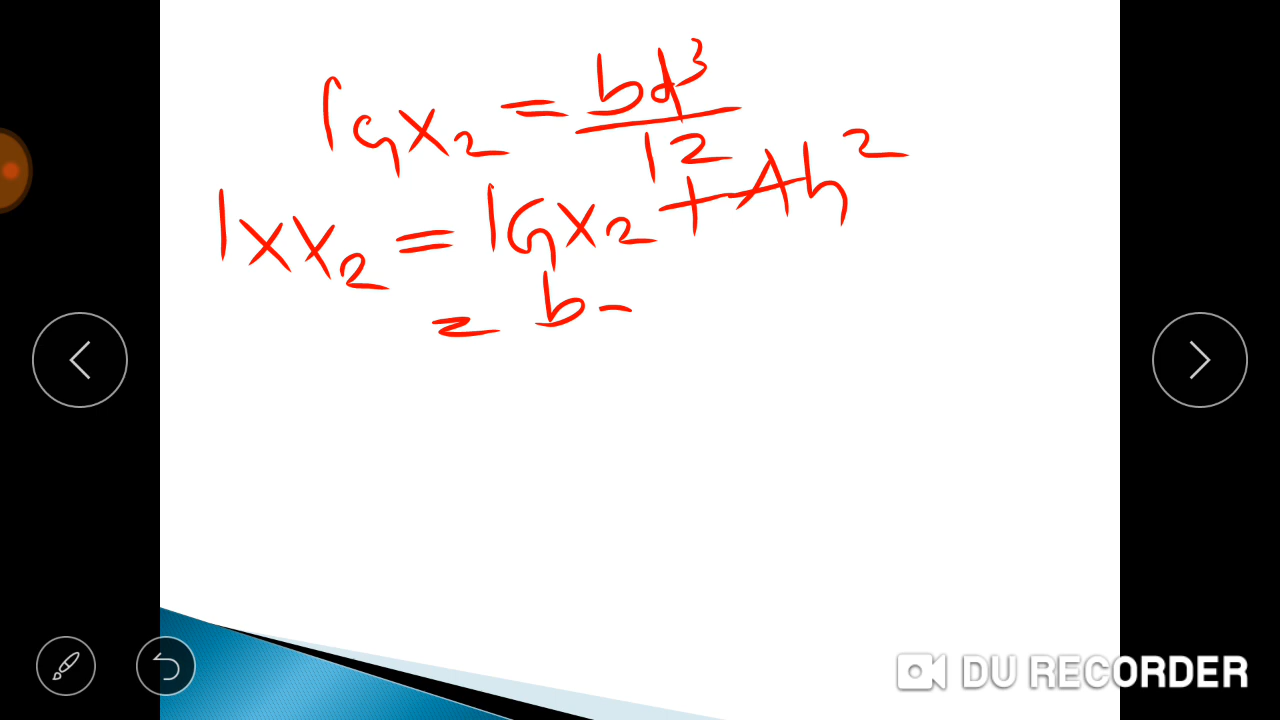 IGX₂ = bd³/12
IXX₂ = IGX₂ + Ah²
= b-
DU RECORDER